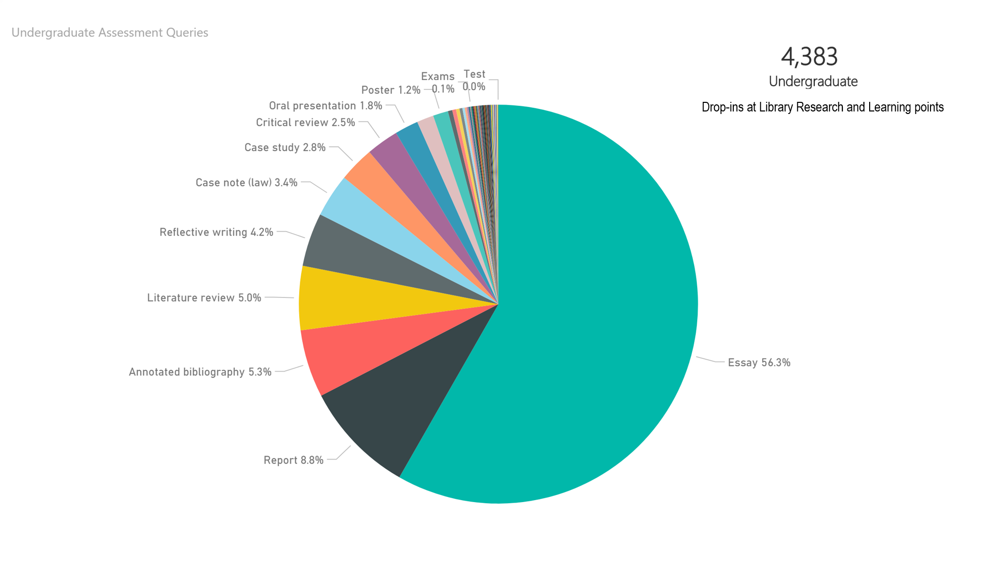 Undergraduate Assessment Queries
4,383
Undergraduate
Drop-ins at Library Research and Learning points
Test
0.0%
Exams
0.1%
Poster 1.2%
Oral presentation 1.8%
Critical review 2.5%
Case study 2.8%
Case note (law) 3.4%
Reflective writing 4.2%
Literature review 5.0%
Annotated bibliography 5.3%
Report 8.8%
Essay 56.3%